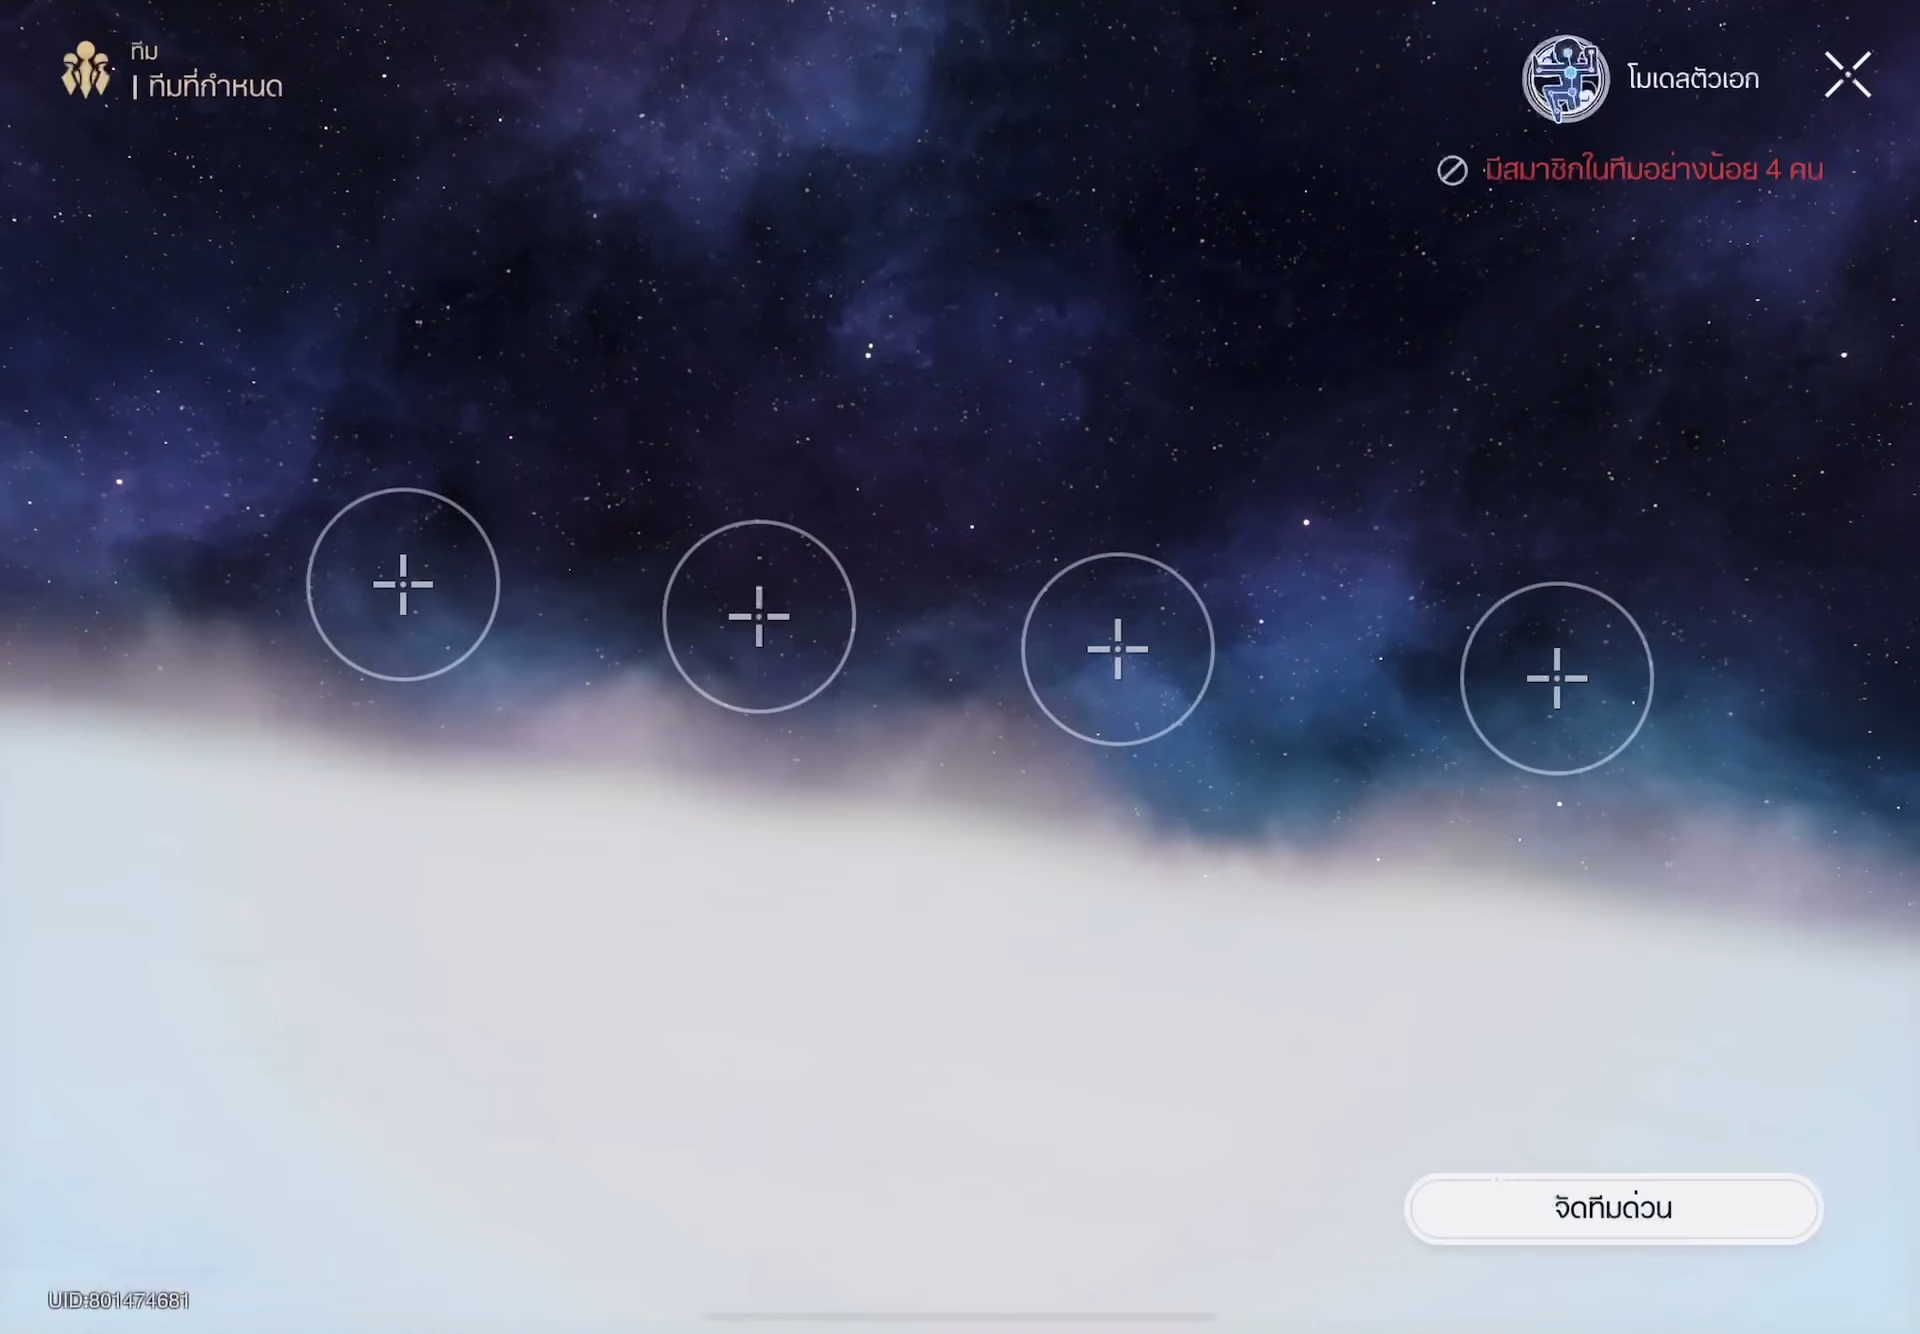 ทีม
| ทีมที่กำหนด
โมเดลตัวเอก
มีสมาชิกในทีมอย่างน้อย 4 คน
จัดทีมด่วน
UID:801474681